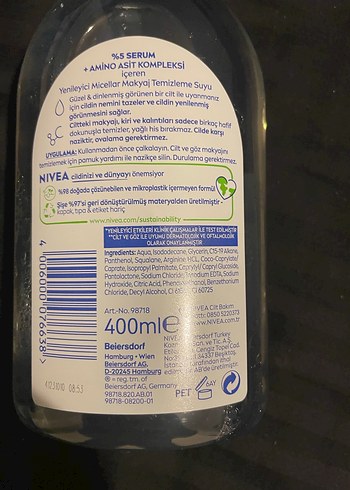 %5 SERUM
+ AMİNO ASİT KOMPLEKSİ
içeren
Yenileyici Micellar Makyaj Temizleme Suyu
Güzel & dinlenmiş görünen bir cilt ile uyanmanız
için cildin nemini tazeler ve cildin yenilenmiş
görünmesini sağlar.
Ciltteki makyajı, kiri ve kalıntıları sadece birkaç hafif
dokunuşla temizler, yağlı his bırakmaz. Cilde karşı
naziktir, ovalama gerektirmez.
UYGULAMA: Kullanmadan önce çalkalayın. Cilt ve göz makyajını
temizlemek için pamuk yardımı ile nazikçe silin. Durulama gerektirmez.
NIVEA cildinizi ve dünyayı önemsiyor
%98 doğada çözünebilen ve mikroplastik içermeyen formül
Şişe %97'si geri dönüştürülmüş materyalden üretilmiştir -
kapak, tıpa & etiket hariç
www.nivea.com/sustainability
*YENİLEYİCİ ETKİLERİ KLİNİK ÇALIŞMALAR İLE TEST EDİLMİŞTİR
**CİLT VE GÖZ İLE UYUMU DERMATOLOJİK VE OFTALMOLOJİK
OLARAK ONAYLANMIŞTIR
Ingredients: Aqua, Isododecane, Glycerin, C15-19 Alkane,
Panthenol, Squalane, Arginine HCl, Coco-Caprylate/
Caprate, Isopropyl Palmitate, Caprylyl/Capryl Glucoside,
Pantolactone, Sodium Chloride, Trisodium EDTA, Sodium
Hydroxide, Citric Acid, Phenoxyethanol, Benzethonium
Chloride, Decyl Alcohol, CI
Art.-No. 98718
400ml e
NIVEA Cilt Bakım
0850 5220373
www.NIVEA.com.tr
Beiersdorf
Hamburg • Wien
Beiersdorf AG,
D-20245 Hamburg
® = reg. tm. of
Beiersdorf AG, Germany
98718.820.AB.01
98718-08200-01
Beiersdorf Turkey
Beşiktaş,
PET
6AY